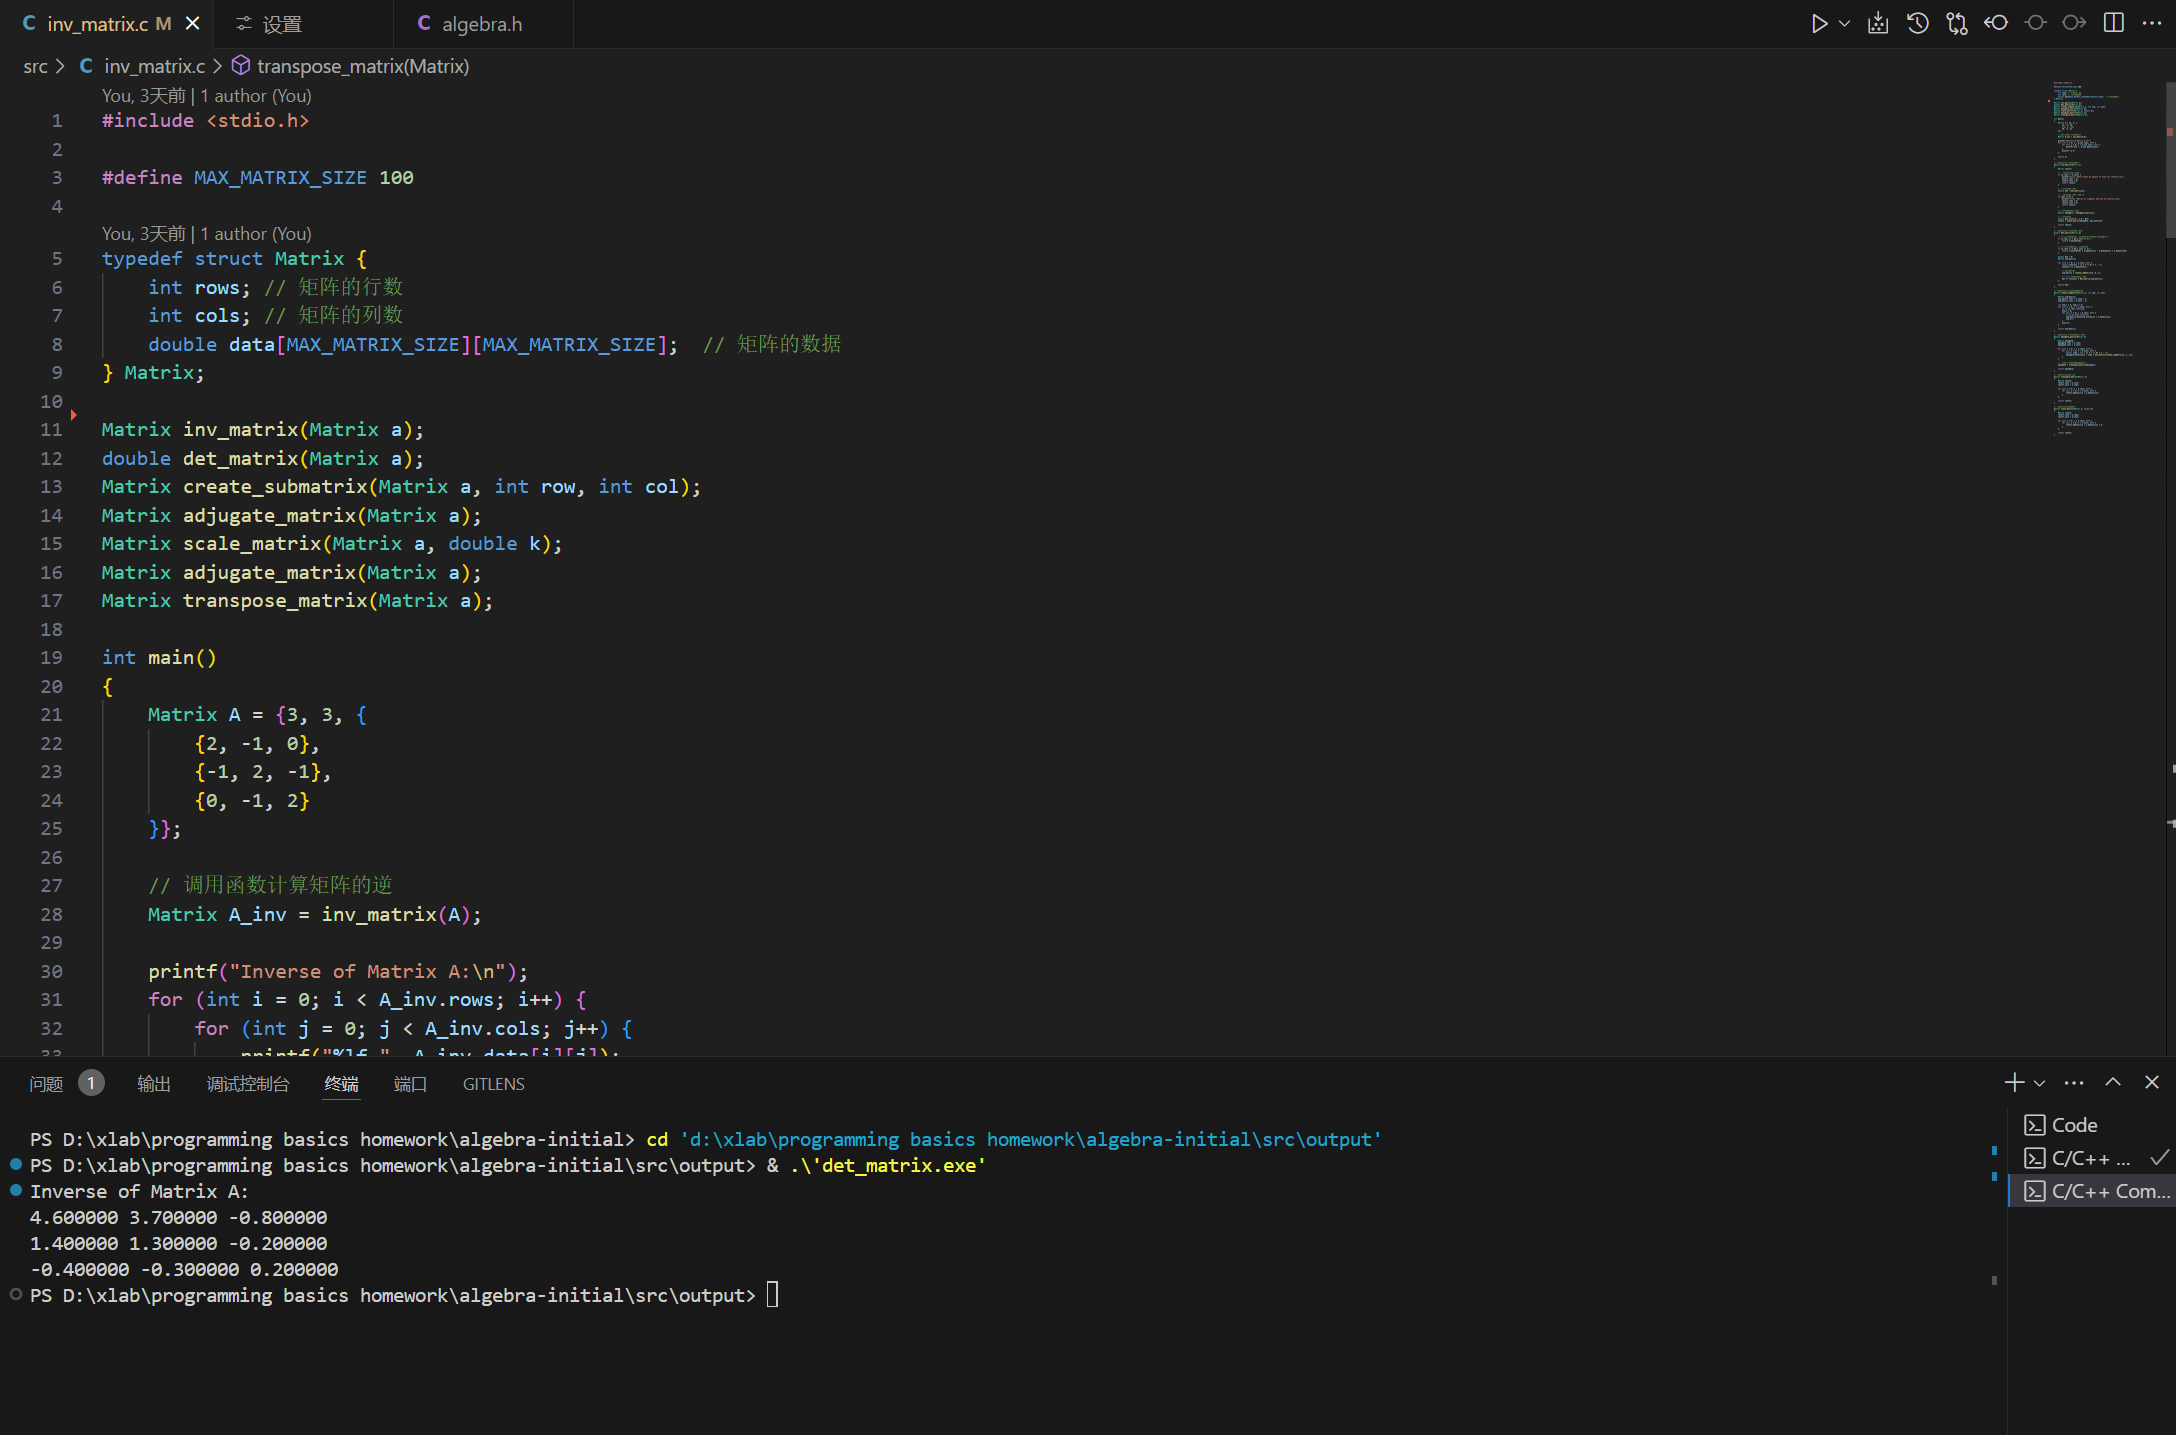 inv_matrix.c M
设置
algebra.h
src > C inv_matrix.c > transpose_matrix(Matrix)
You, 3天前 | 1 author (You)
1 #include <stdio.h>
2
3 #define MAX_MATRIX_SIZE 100
4
You, 3天前 | 1 author (You)
5 typedef struct Matrix {
6     int rows; // 矩阵的行数
7     int cols; // 矩阵的列数
8     double data[MAX_MATRIX_SIZE][MAX_MATRIX_SIZE];  // 矩阵的数据
9 } Matrix;
10
11 Matrix inv_matrix(Matrix a);
12 double det_matrix(Matrix a);
13 Matrix create_submatrix(Matrix a, int row, int col);
14 Matrix adjugate_matrix(Matrix a);
15 Matrix scale_matrix(Matrix a, double k);
16 Matrix adjugate_matrix(Matrix a);
17 Matrix transpose_matrix(Matrix a);
18
19 int main()
20 {
21     Matrix A = {3, 3, {
22         {2, -1, 0},
23         {-1, 2, -1},
24         {0, -1, 2}
25     }};
26
27     // 调用函数计算矩阵的逆
28     Matrix A_inv = inv_matrix(A);
29
30     printf("Inverse of Matrix A:\n");
31     for (int i = 0; i < A_inv.rows; i++) {
32         for (int j = 0; j < A_inv.cols; j++) {
33             printf("%lf ", A_inv.data[i][j]);
问题 1 输出 调试控制台 终端 端口 GITLENS
PS D:\xlab\programming basics homework\algebra-initial> cd 'd:\xlab\programming basics homework\algebra-initial\src\output'
PS D:\xlab\programming basics homework\algebra-initial\src\output> & .\'det_matrix.exe'
Inverse of Matrix A:
4.600000 3.700000 -0.800000
1.400000 1.300000 -0.200000
-0.400000 -0.300000 0.200000
PS D:\xlab\programming basics homework\algebra-initial\src\output>
Code
C/C++ ...
C/C++ Com...